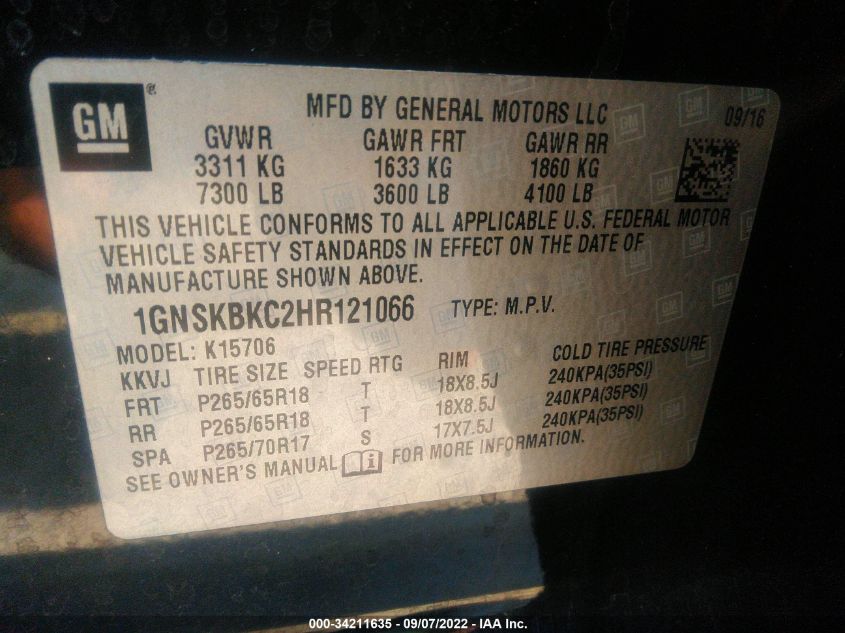 GM®
MFD BY GENERAL MOTORS LLC
09/16
GVWR GAWR FRT GAWR RR
3311 KG 1633 KG 1860 KG
7300 LB 3600 LB 4100 LB
THIS VEHICLE CONFORMS TO ALL APPLICABLE U.S. FEDERAL MOTOR
VEHICLE SAFETY STANDARDS IN EFFECT ON THE DATE OF
MANUFACTURE SHOWN ABOVE.
1GNSKBKC2HR121066 TYPE: M.P.V.
MODEL: K15706
KKVJ TIRE SIZE SPEED RTG RIM COLD TIRE PRESSURE
FRT P265/65R18 T 18X8.5J 240KPA(35PSI)
RR P265/65R18 T 18X8.5J 240KPA(35PSI)
SPA P265/70R17 S 17X7.5J 240KPA(35PSI)
SEE OWNER'S MANUAL i FOR MORE INFORMATION.
000-34211635 - 09/07/2022 - IAA Inc.